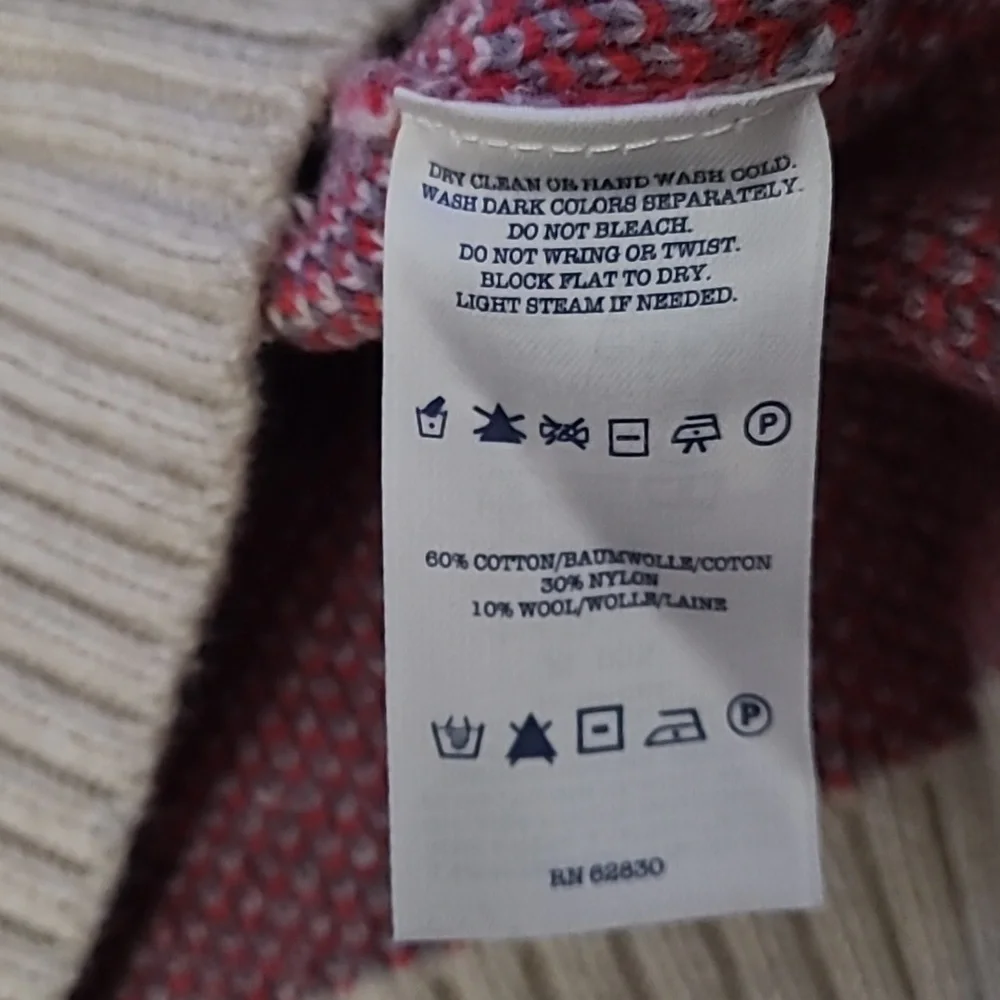 DRY CLEAN OR HAND WASH COLD.
WASH DARK COLORS SEPARATELY.
DO NOT BLEACH.
DO NOT WRING OR TWIST.
BLOCK FLAT TO DRY.
LIGHT STEAM IF NEEDED.
P
60% COTTON/BAUMWOLLE/COTON
30% NYLON
10% WOOL/WOLLE/LAINE
P
RN 62830